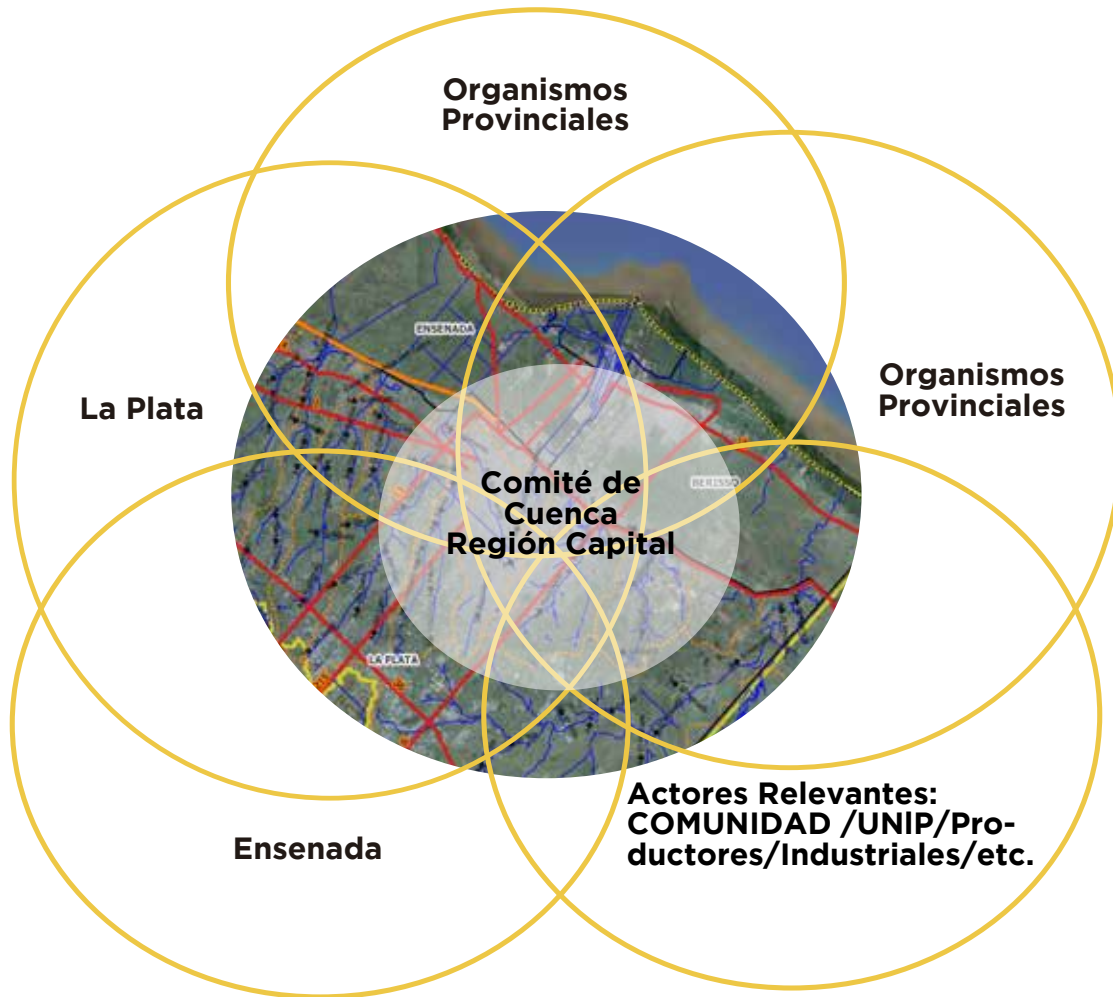 Organismos
Provinciales
Organismos
Provinciales
La Plata
ENSENADA
BERISSO
Comité de
Cuenca
Región Capital
LA PLATA
Ensenada
Actores Relevantes:
COMUNIDAD /UNlP/Pro-
ductores/Industriales/etc.